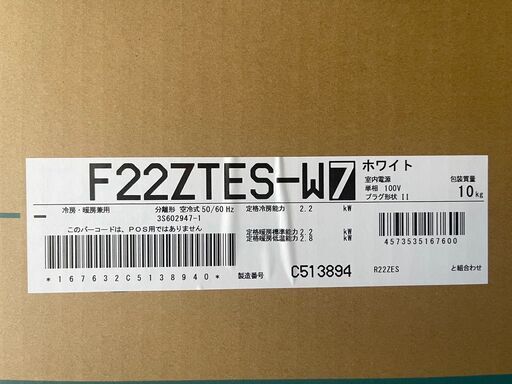 F22ZTES-W7 ホワイト
室内電源
単相 100V
プラグ形状 II
包装質量
10kg
冷房・暖房兼用 分離形 空冷式 50/60 Hz 定格冷房能力 2.2 kW
3S602947-1
このバーコードは、POS用ではありません
定格暖房標準能力 2.2 kW
定格暖房低温能力 2.8 kW
4573535167600
*167632C5138940*
製造番号 C513894
R22ZES と組合わせ